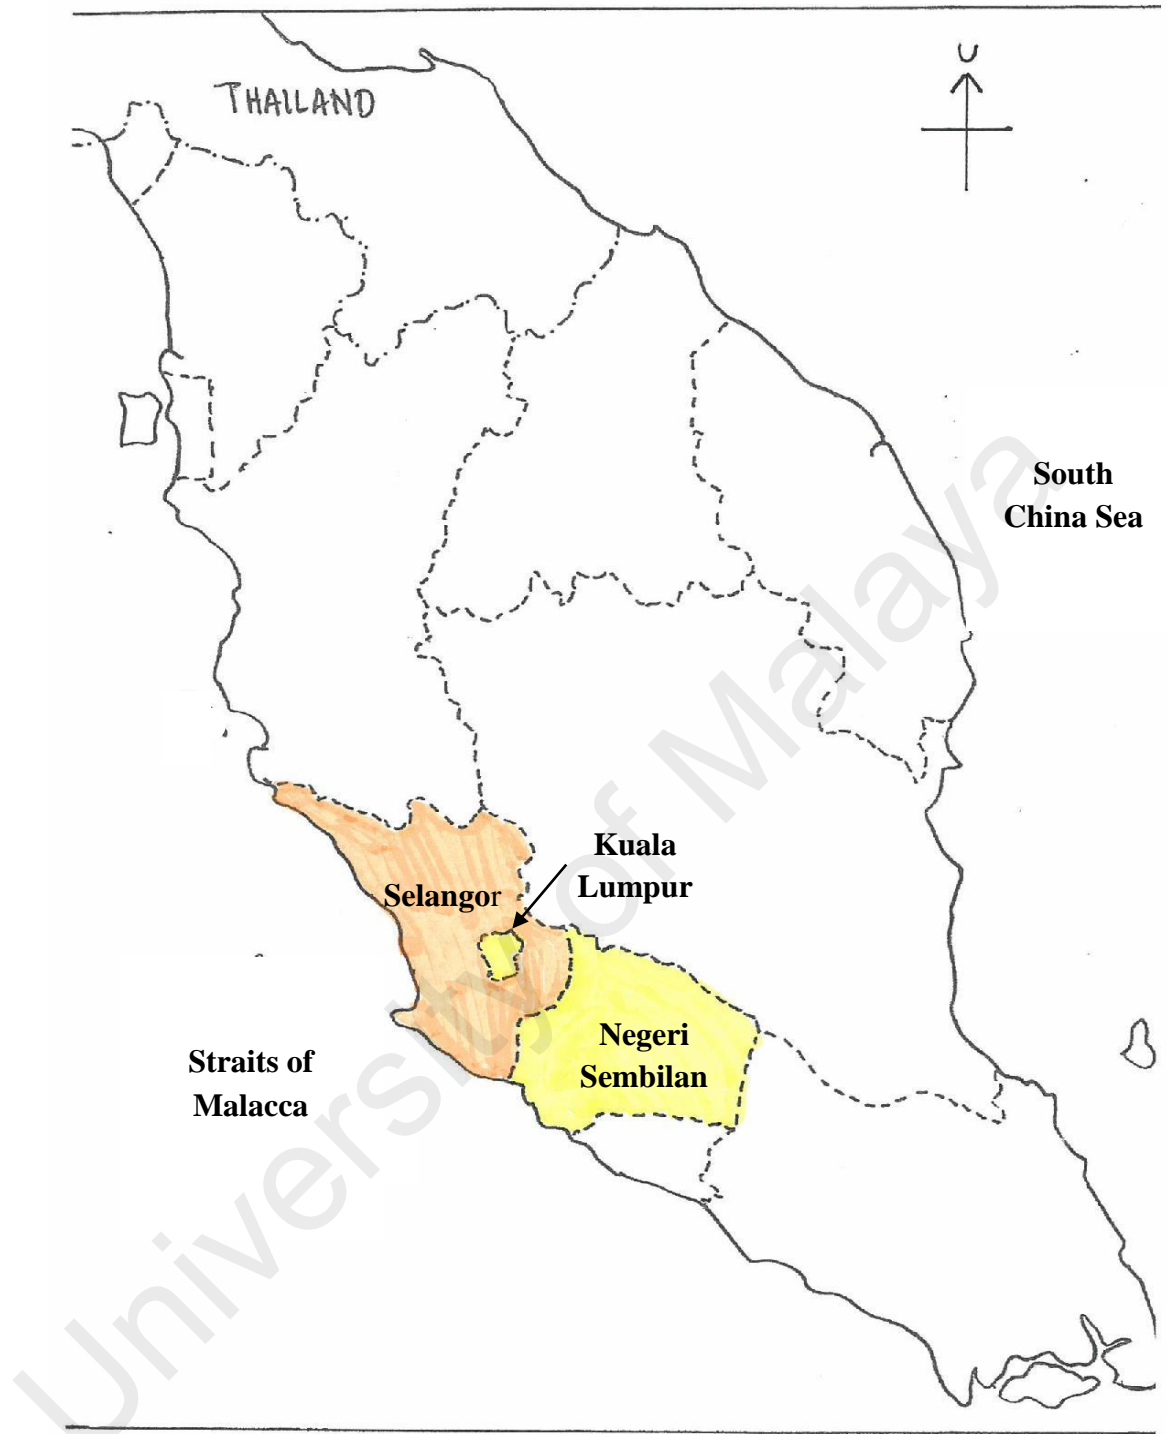 U
THAILAND
South
China Sea
Kuala
Lumpur
Selangor
Negeri
Sembilan
Straits of
Malacca
University of Malaya